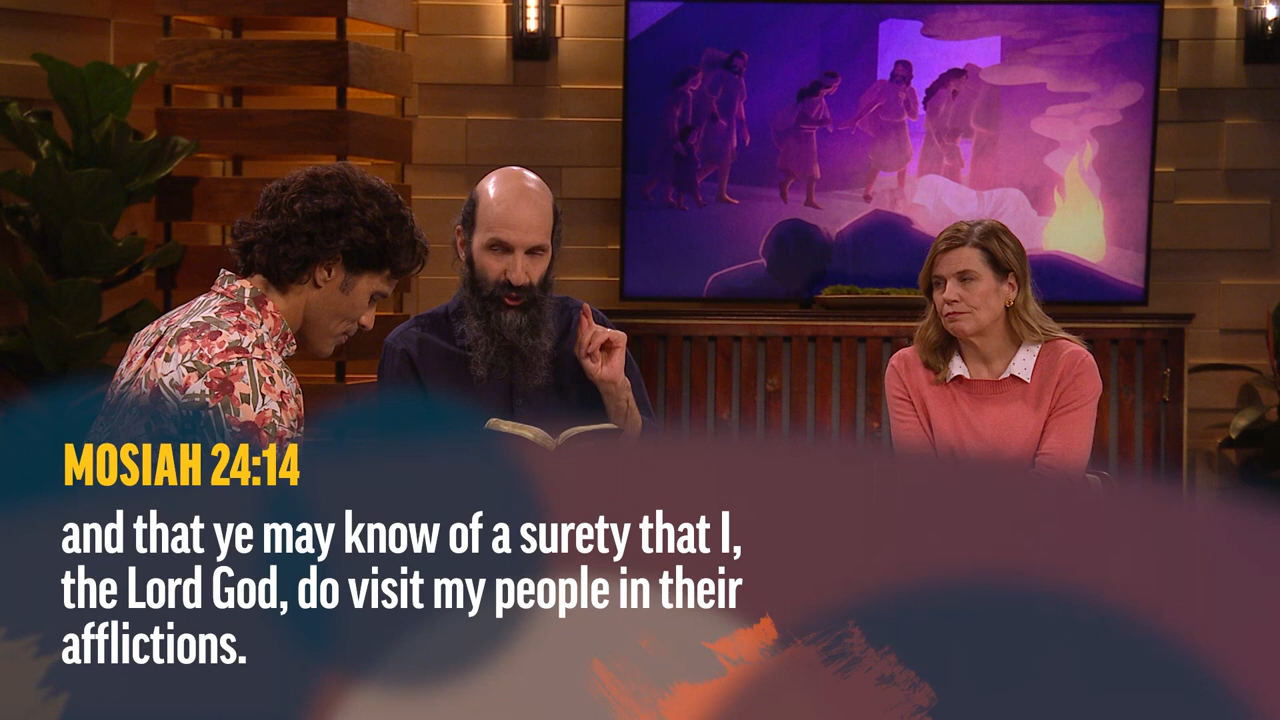 MOSIAH 24:14
and that ye may know of a surety that I,
the Lord God, do visit my people in their
afflictions.